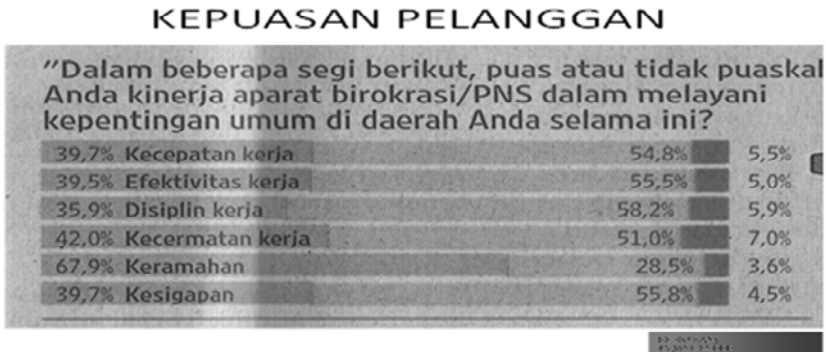 KEPUASAN PELANGGAN
"Dalam beberapa segi berikut, puas atau tidak puaskal
Anda kinerja aparat birokrasi/PNS dalam melayani
kepentingan umum di daerah Anda selama ini?
39,7% Kecepatan kerja 54,8% 5,5%
39,5% Efektivitas kerja 55,5% 5,0%
35,9% Disiplin kerja 58,2% 5,9%
42,0% Kecermatan kerja 51,0% 7,0%
67,9% Keramahan 28,5% 3,6%
39,7% Kesigapan 55,8% 4,5%